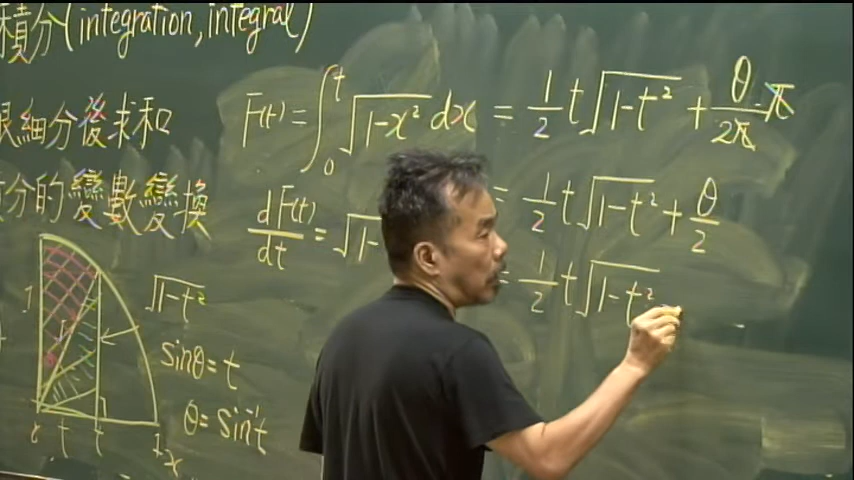 積分(integration, integral)
細分後求和
分的變數變換
F(t) = ∫₀ᵗ √(1-x²) dx = 1/2 t√(1-t²) + θ/2π · π
= 1/2 t√(1-t²) + θ/2
dF(t)/dt = √1-
= 1/2 t√(1-t²)
1
√(1-t²)
sinθ = t
θ = sin⁻¹t
t t 1 x